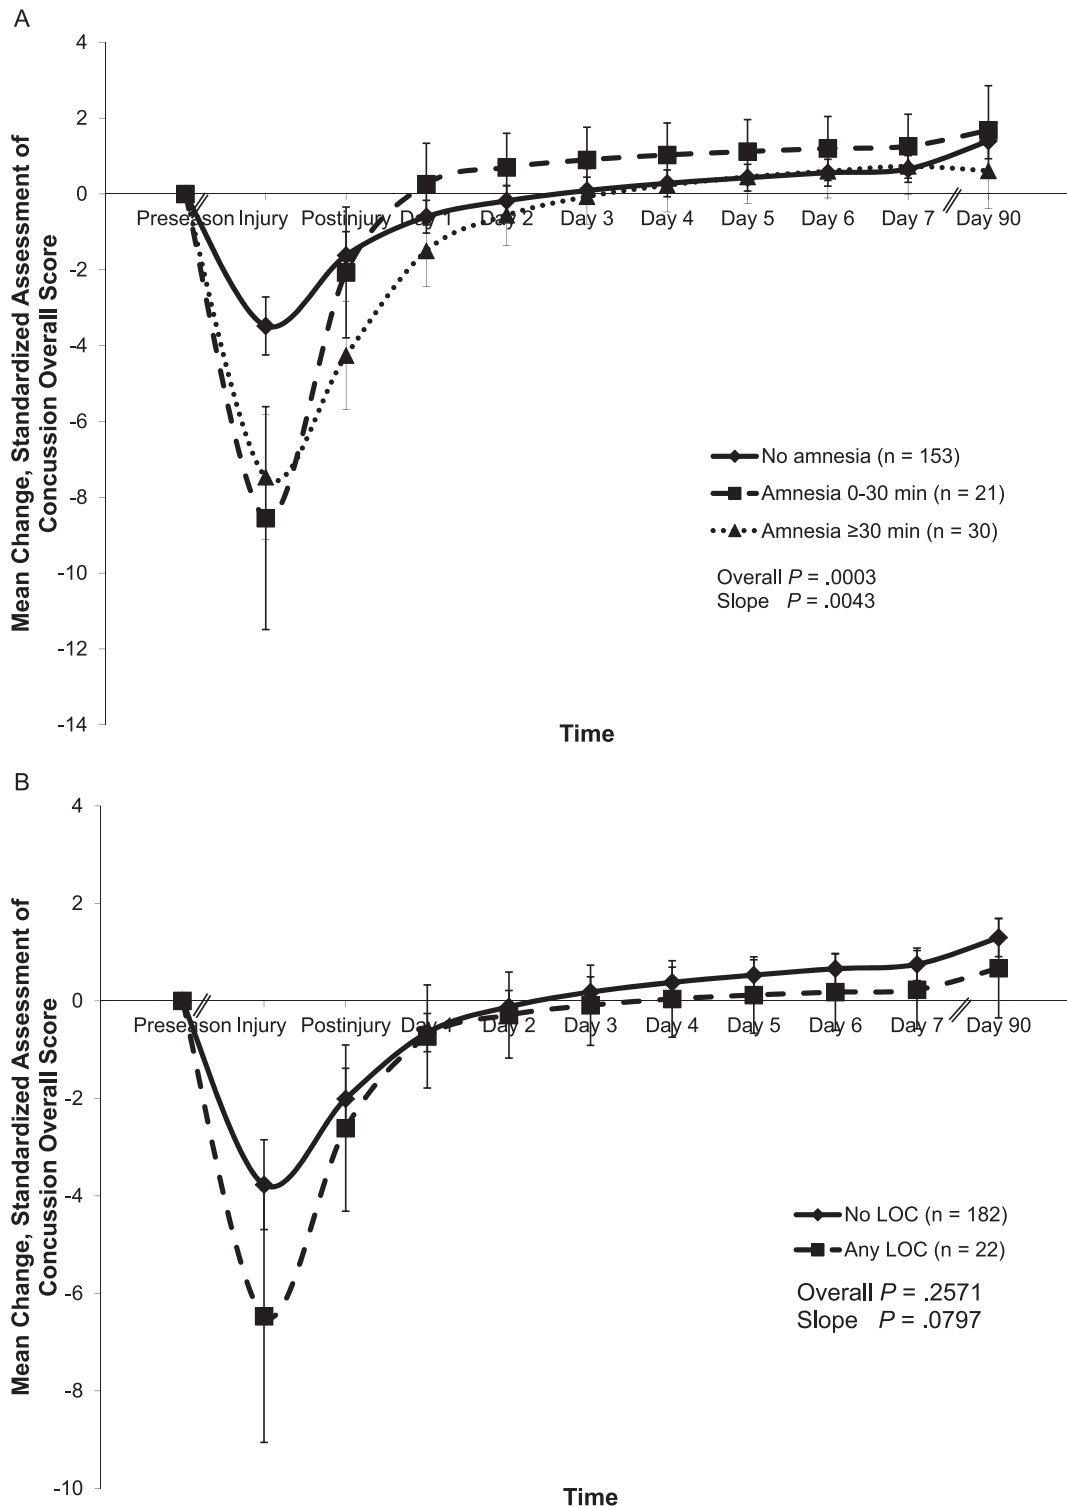 A
4
2
0
-2
-4
-6
-8
-10
-12
-14
Mean Change, Standardized Assessment of
Concussion Overall Score
Preseason Injury Postinjury Day 1 Day 2 Day 3 Day 4 Day 5 Day 6 Day 7 Day 90
No amnesia (n = 153)
Amnesia 0-30 min (n = 21)
Amnesia ≥30 min (n = 30)
Overall P = .0003
Slope P = .0043
Time
B
4
2
0
-2
-4
-6
-8
-10
Mean Change, Standardized Assessment of
Concussion Overall Score
Preseason Injury Postinjury Day 1 Day 2 Day 3 Day 4 Day 5 Day 6 Day 7 Day 90
No LOC (n = 182)
Any LOC (n = 22)
Overall P = .2571
Slope P = .0797
Time